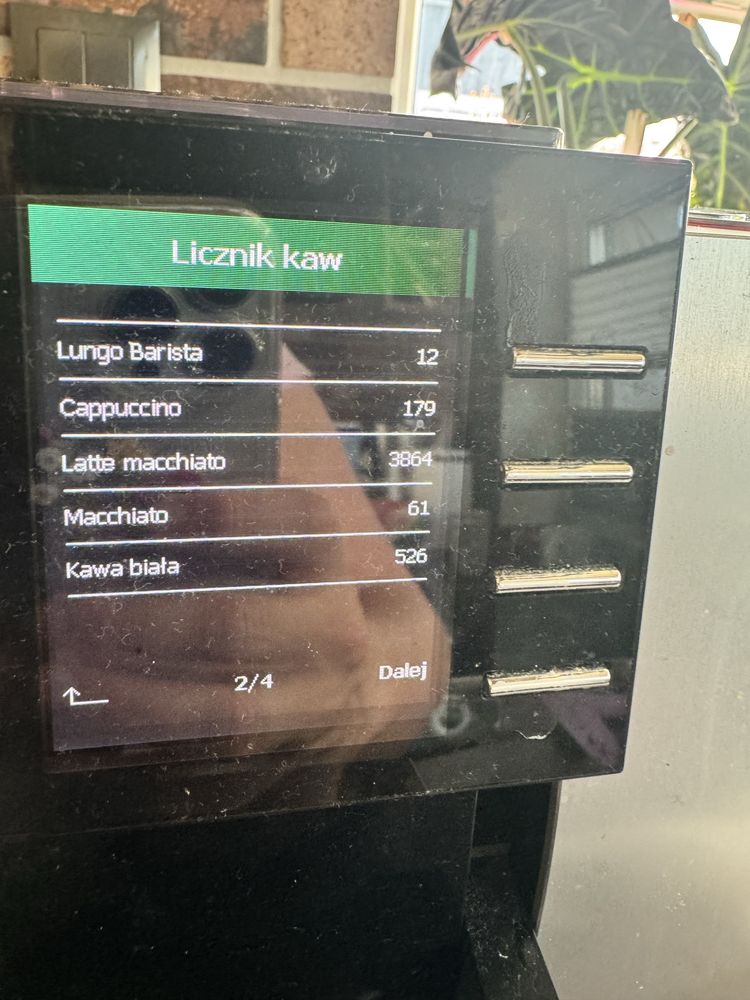 Licznik kaw
Lungo Barista 12
Cappuccino 179
Latte macchiato 3864
Macchiato 61
Kawa biała 526
2/4 Dalej